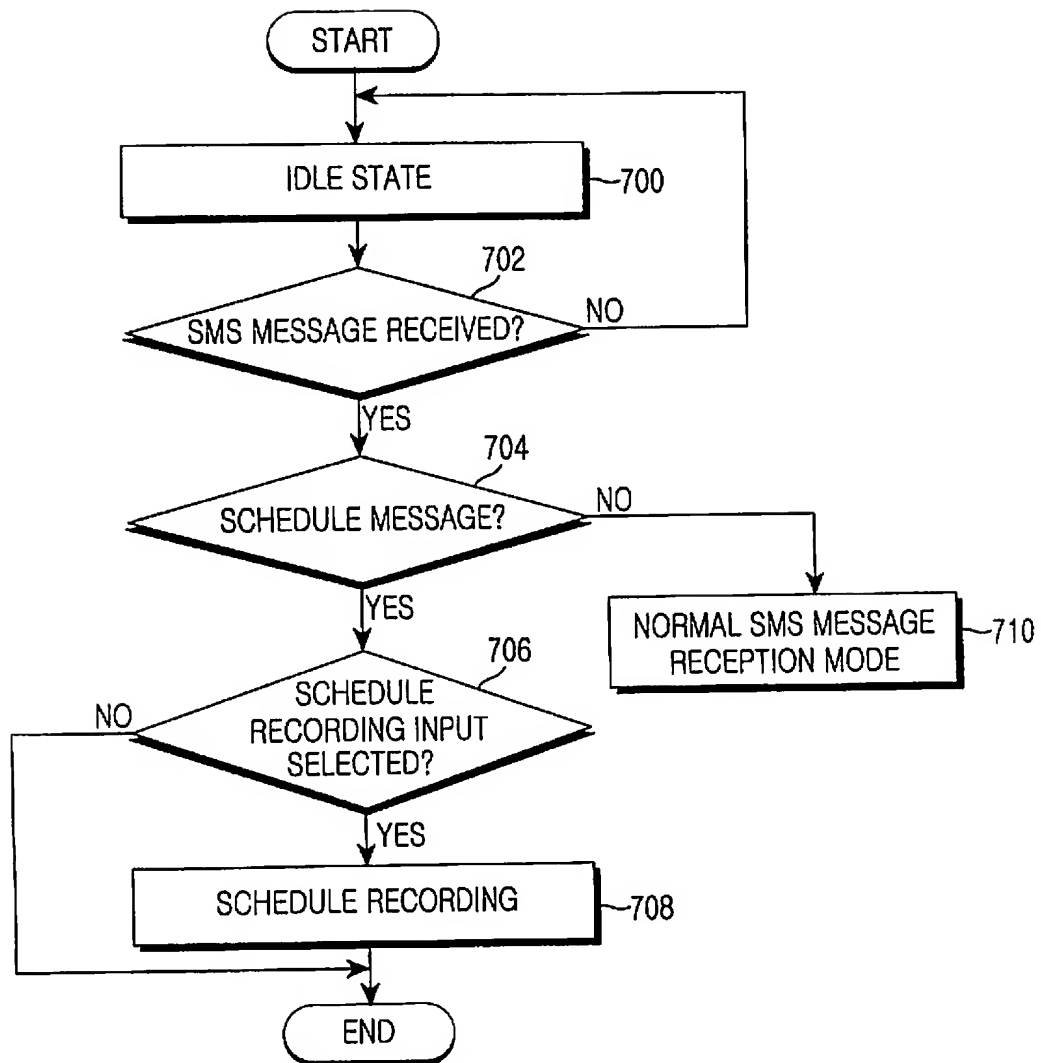 START
IDLE STATE
700
702
SMS MESSAGE RECEIVED?
NO
YES
704
SCHEDULE MESSAGE?
NO
YES
NORMAL SMS MESSAGE
RECEPTION MODE
710
706
SCHEDULE
RECORDING INPUT
SELECTED?
NO
YES
SCHEDULE RECORDING
708
END